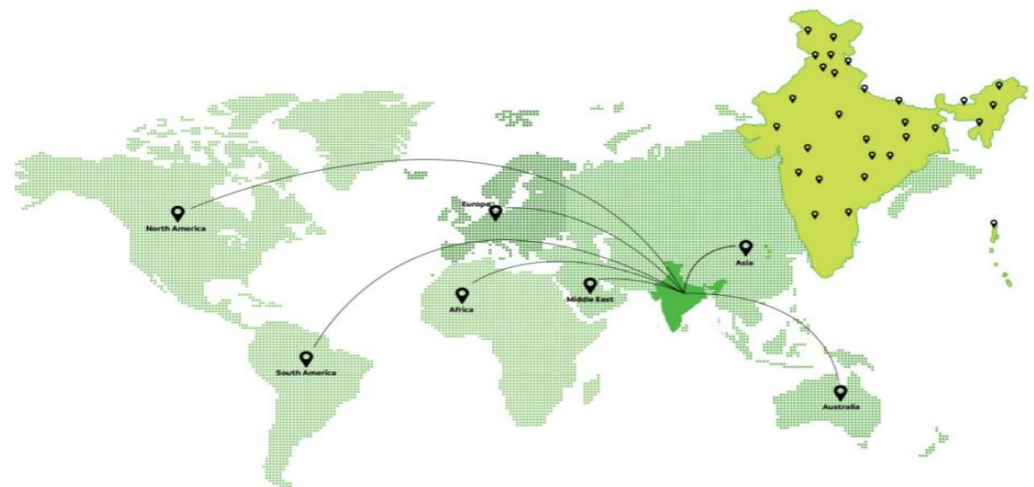 Europe
North America
Asia
Africa
Middle East
South America
Australia